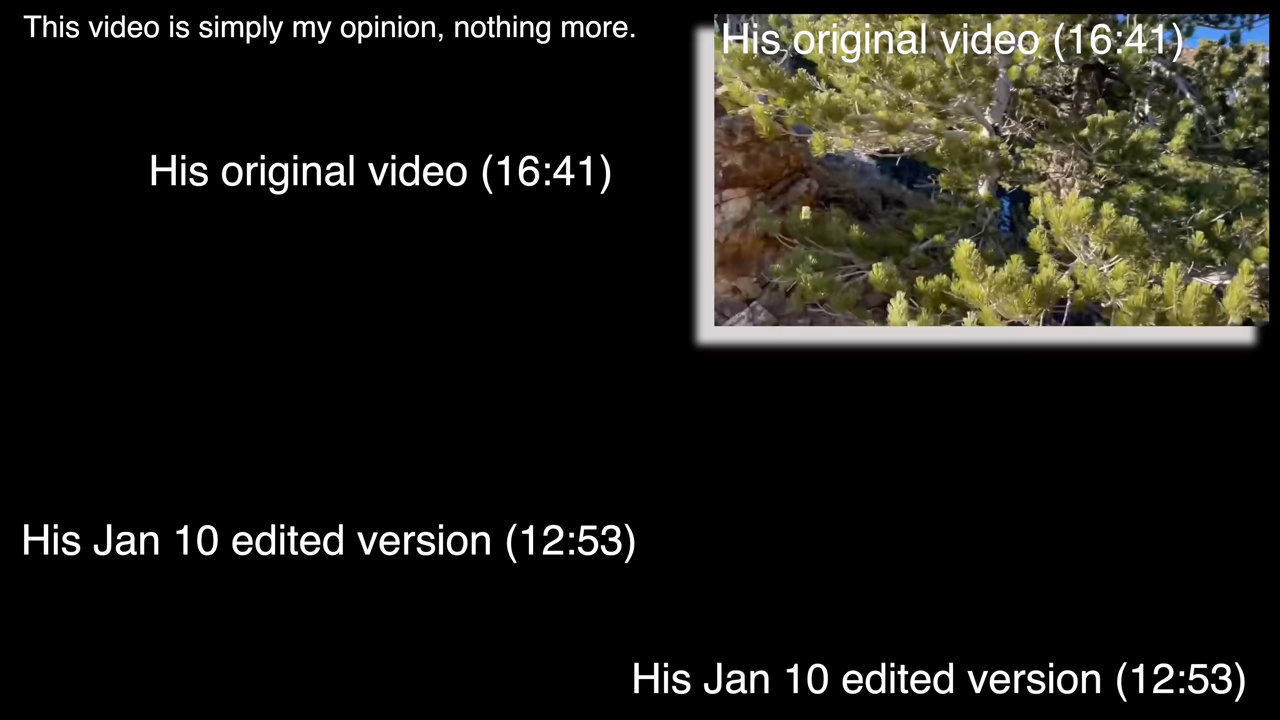 This video is simply my opinion, nothing more.
His original video (16:41)
His original video (16:41)
His Jan 10 edited version (12:53)
His Jan 10 edited version (12:53)